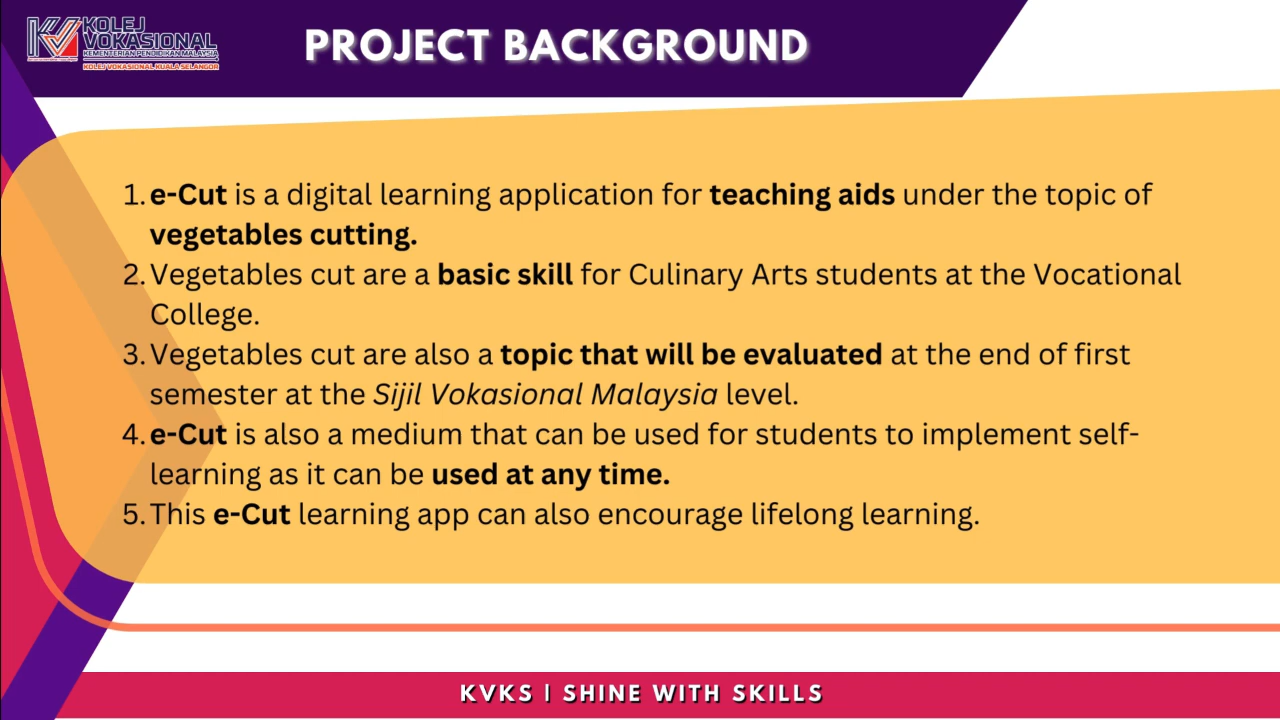 KOLEJ
VOKASIONAL
KEMENTERIAN PENDIDIKAN MALAYSIA
KOLEJ VOKASIONAL KUALA SELANGOR
PROJECT BACKGROUND
1. e-Cut is a digital learning application for teaching aids under the topic of
vegetables cutting.
2. Vegetables cut are a basic skill for Culinary Arts students at the Vocational
College.
3. Vegetables cut are also a topic that will be evaluated at the end of first
semester at the Sijil Vokasional Malaysia level.
4. e-Cut is also a medium that can be used for students to implement self-
learning as it can be used at any time.
5. This e-Cut learning app can also encourage lifelong learning.
KVKS | SHINE WITH SKILLS